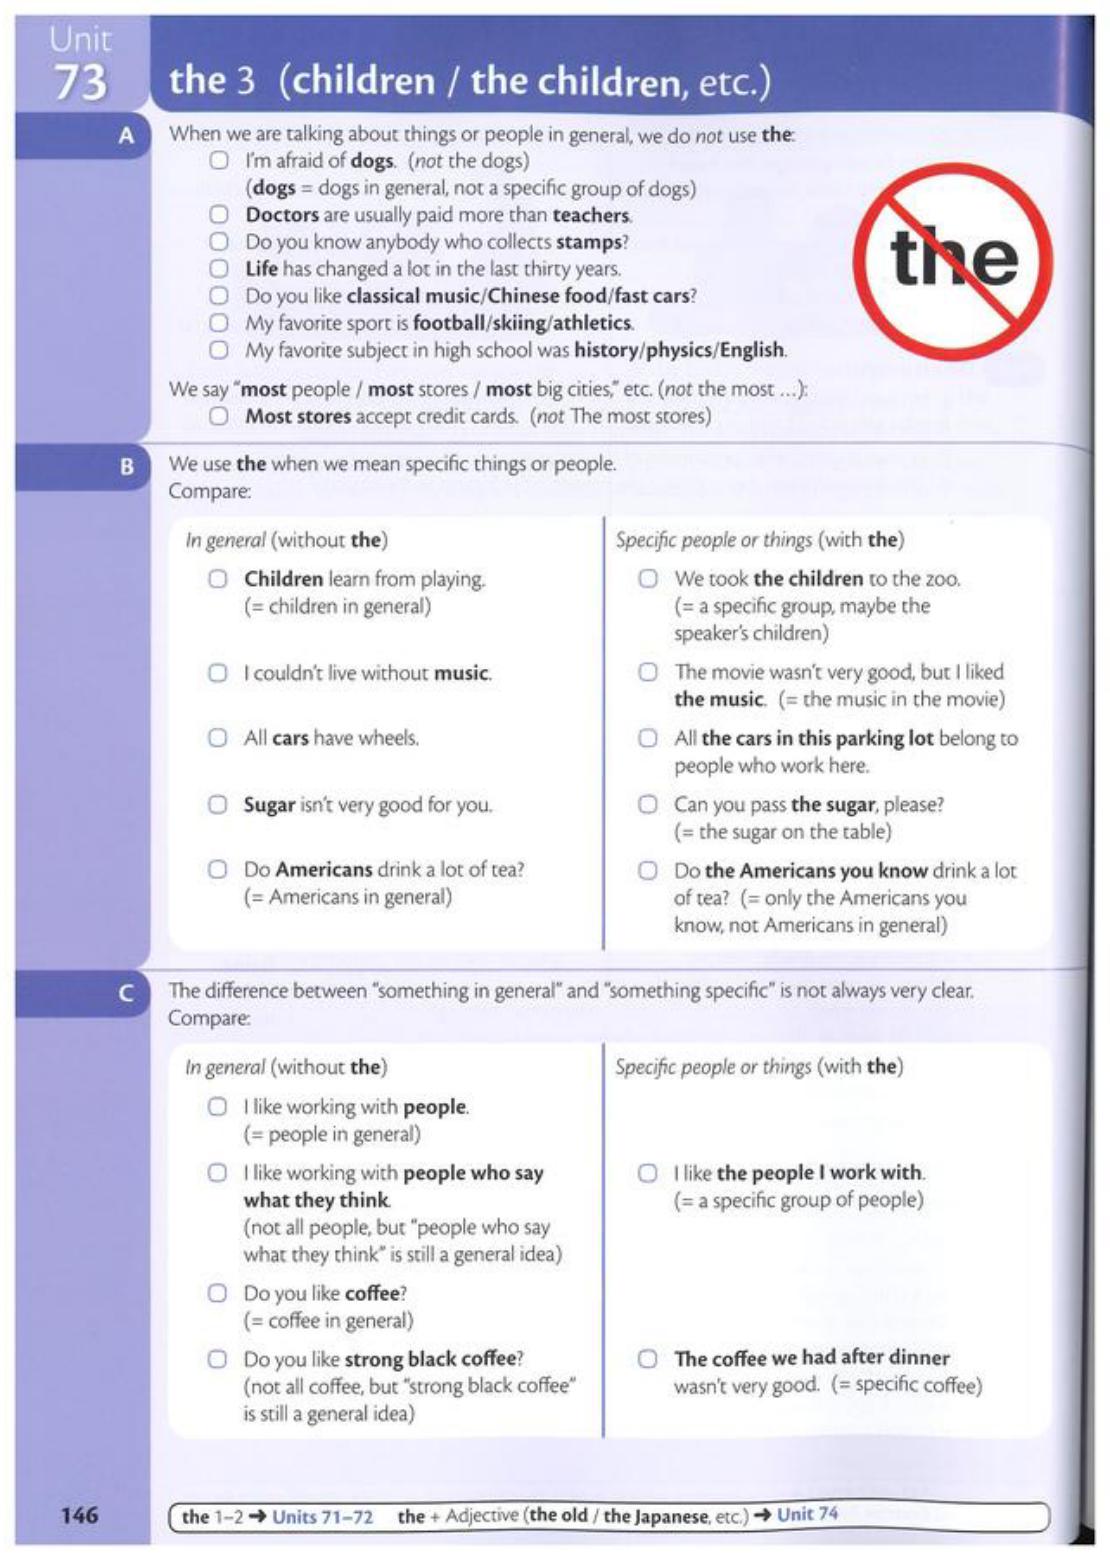 Unit
73
the 3 (children / the children, etc.)
A
When we are talking about things or people in general, we do not use the:
I'm afraid of dogs. (not the dogs)
(dogs = dogs in general, not a specific group of dogs)
Doctors are usually paid more than teachers.
Do you know anybody who collects stamps?
Life has changed a lot in the last thirty years.
Do you like classical music/Chinese food/fast cars?
My favorite sport is football/skiing/athletics.
My favorite subject in high school was history/physics/English.
the
We say "most people / most stores / most big cities," etc. (not the most ...):
Most stores accept credit cards. (not The most stores)
B
We use the when we mean specific things or people.
Compare:
In general (without the)
Children learn from playing.
(= children in general)
I couldn't live without music.
All cars have wheels.
Sugar isn't very good for you.
Do Americans drink a lot of tea?
(= Americans in general)
Specific people or things (with the)
We took the children to the zoo.
(= a specific group, maybe the
speaker's children)
The movie wasn't very good, but I liked
the music. (= the music in the movie)
All the cars in this parking lot belong to
people who work here.
Can you pass the sugar, please?
(= the sugar on the table)
Do the Americans you know drink a lot
of tea? (= only the Americans you
know, not Americans in general)
C
The difference between "something in general" and "something specific" is not always very clear.
Compare:
In general (without the)
I like working with people.
(= people in general)
I like working with people who say
what they think.
(not all people, but "people who say
what they think" is still a general idea)
Do you like coffee?
(= coffee in general)
Do you like strong black coffee?
(not all coffee, but "strong black coffee"
is still a general idea)
Specific people or things (with the)
I like the people I work with.
(= a specific group of people)
The coffee we had after dinner
wasn't very good. (= specific coffee)
146
the 1–2 ➜ Units 71–72 the + Adjective (the old / the Japanese, etc.) ➜ Unit 74